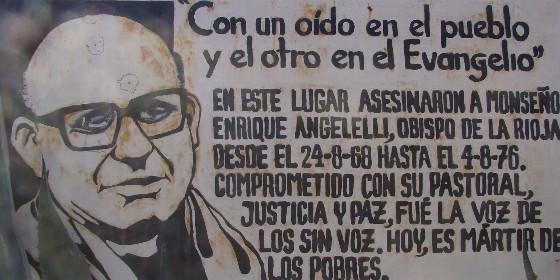 "Con un oído en el pueblo
y el otro en el Evangelio"
EN ESTE LUGAR ASESINARON A MONSEÑO
ENRIQUE ANGELELLI, OBISPO DE LA RIOJA
DESDE EL 24-8-68 HASTA EL 4-8-76.
COMPROMETIDO CON SU PASTORAL,
JUSTICIA Y PAZ, FUÉ LA VOZ DE
LOS SIN VOZ. HOY, ES MÁRTIR DE
LOS POBRES.